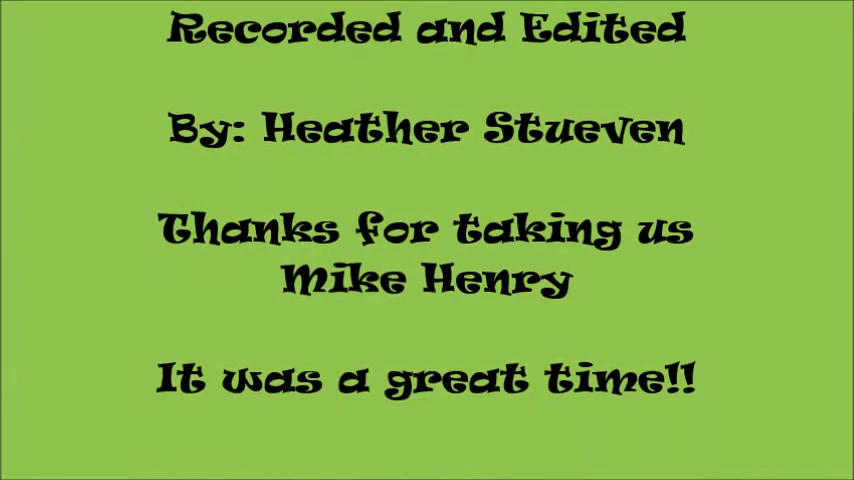 Recorded and Edited
By: Heather Stueven
Thanks for taking us
Mike Henry
It was a great time!!